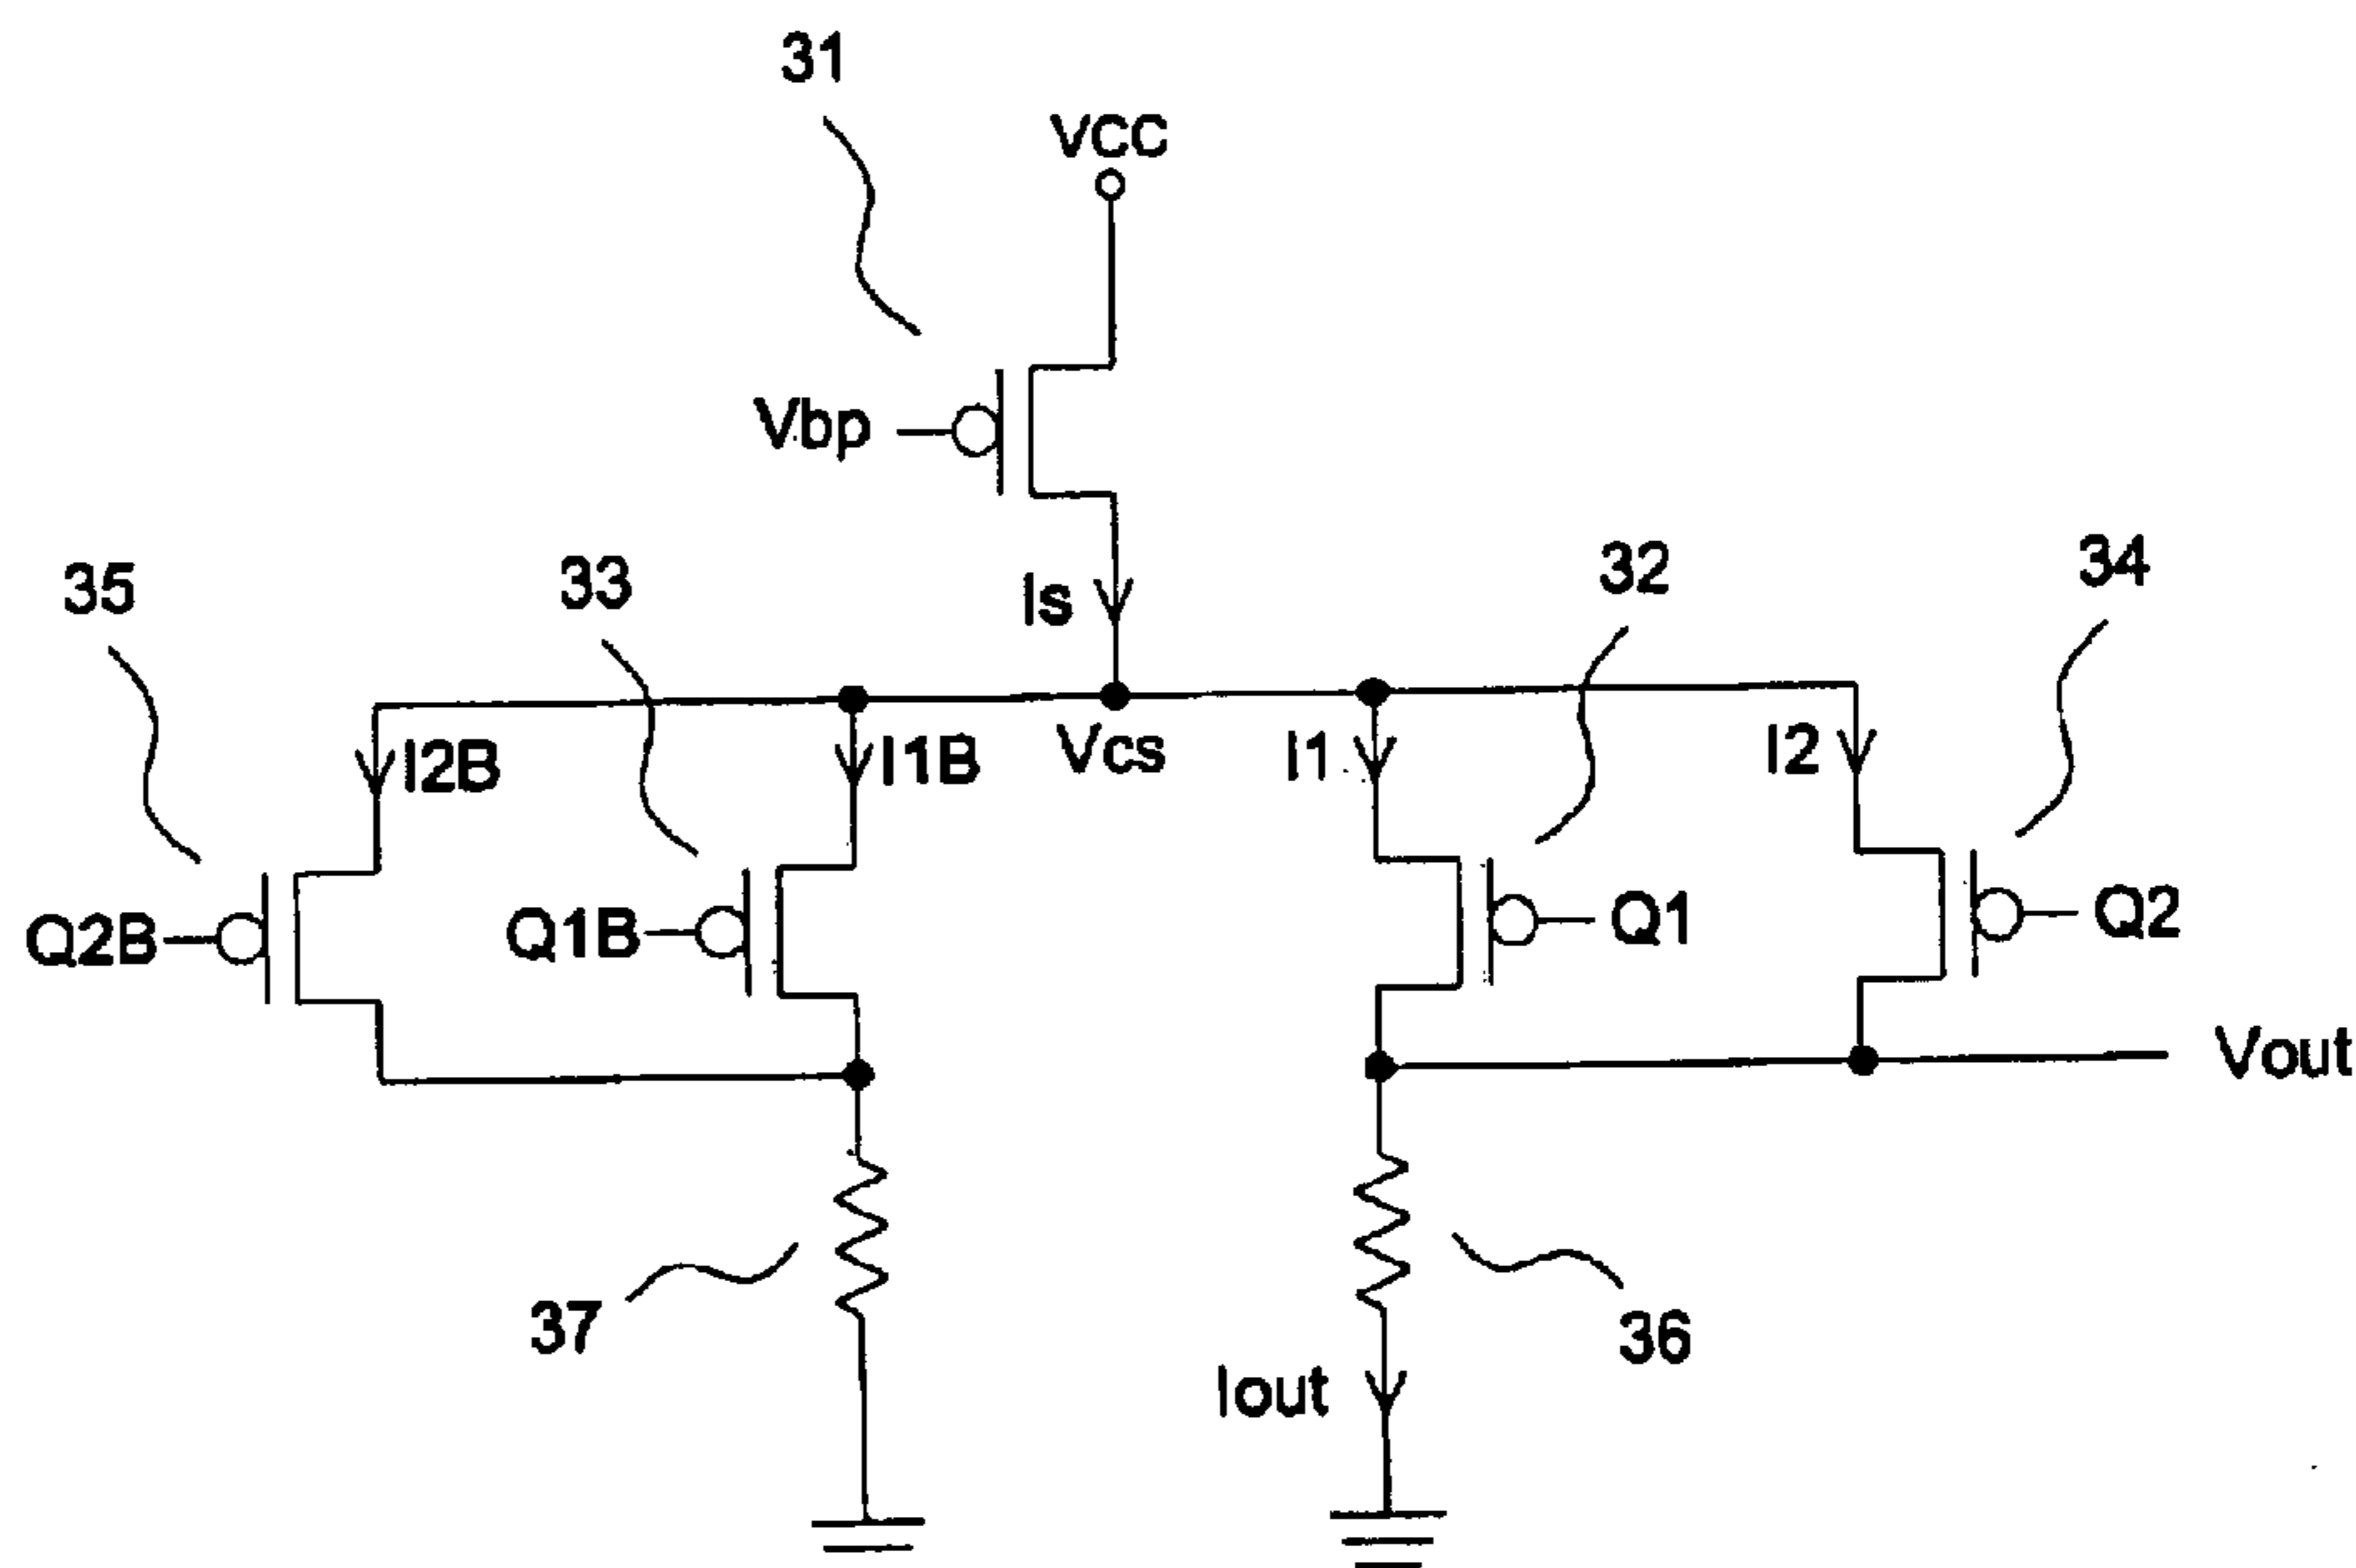 31
VCC
Vbp
35
33
Is
32
34
I2B
I1B
Vcs
I1
I2
Q2B
Q1B
Q1
Q2
Vout
37
36
Iout